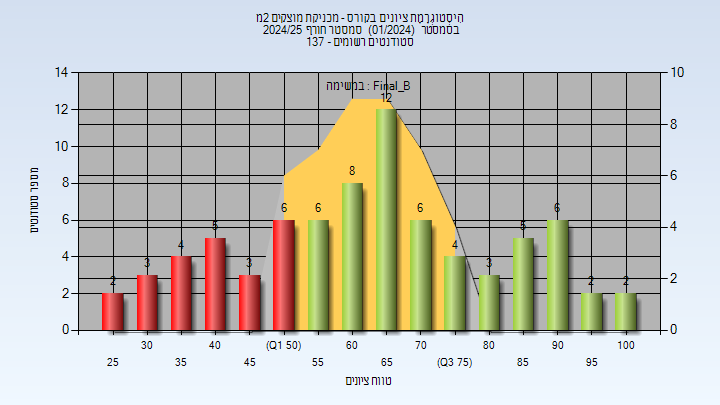 היסטוגרמת ציונים בקורס - מכניקת מוצקים 2מ
בסמסטר (01/2024) סמסטר חורף 2024/25
סטודנטים רשומים - 137
במשימה : Final_B
מספר סטודנטים
14 12 10 8 6 4 2 0
10 8 6 4 2 0
2 3 4 5 3 6 6 8 12 6 4 3 5 6 2 2
30 40 (Q1 50) 60 70 80 90 100
25 35 45 55 65 (Q3 75) 85 95
טווח ציונים